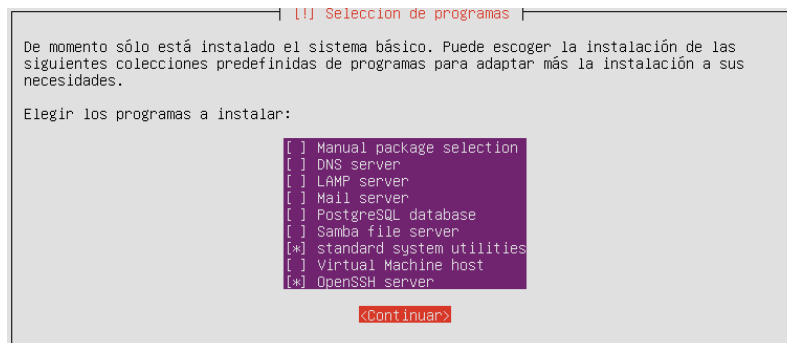 [!] Selección de programas
De momento sólo está instalado el sistema básico. Puede escoger la instalación de las
siguientes colecciones predefinidas de programas para adaptar más la instalación a sus
necesidades.
Elegir los programas a instalar:
[ ] Manual package selection
[ ] DNS server
[ ] LAMP server
[ ] Mail server
[ ] PostgreSQL database
[ ] Samba file server
[*] standard system utilities
[ ] Virtual Machine host
[*] OpenSSH server
<Continuar>